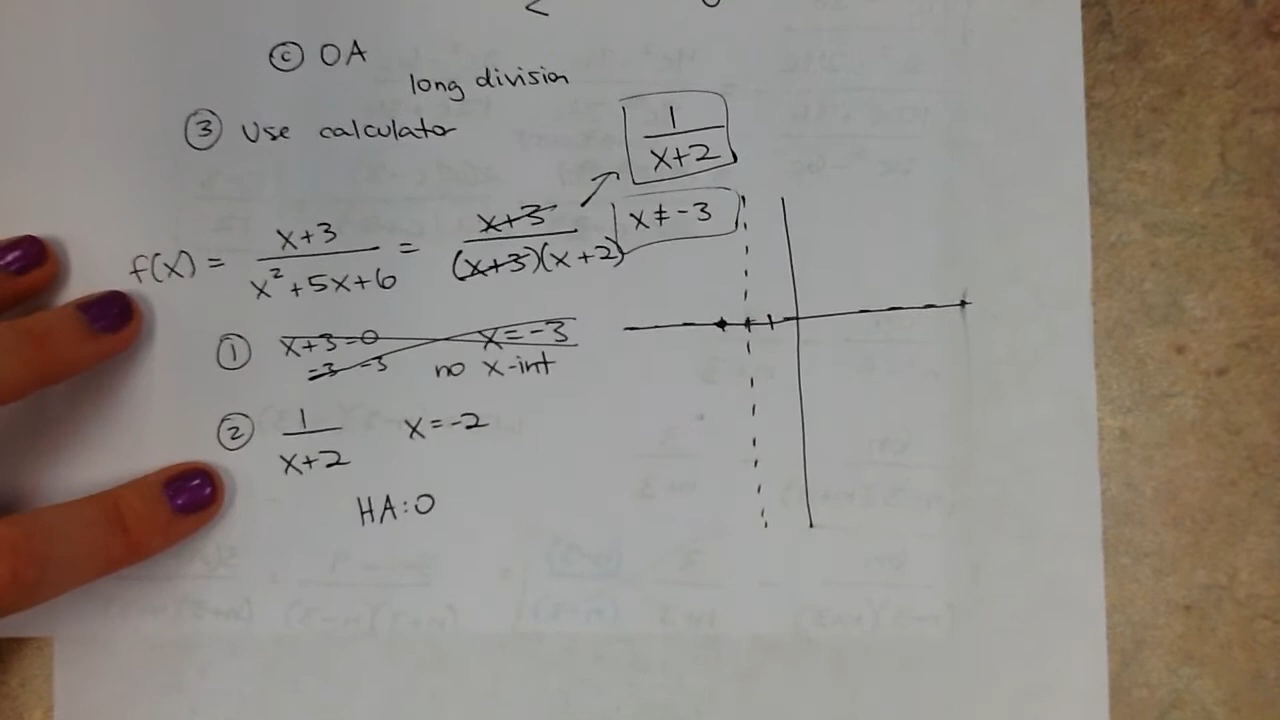 ⓒ OA
long division
③ Use calculator
f(x) = x+3 / x²+5x+6 = x+3 / (x+3)(x+2) ↗ 1 / x+2
x ≠ -3
① x+3=0 x=-3
-3 -3 no x-int
② 1 / x+2 x=-2
HA:0